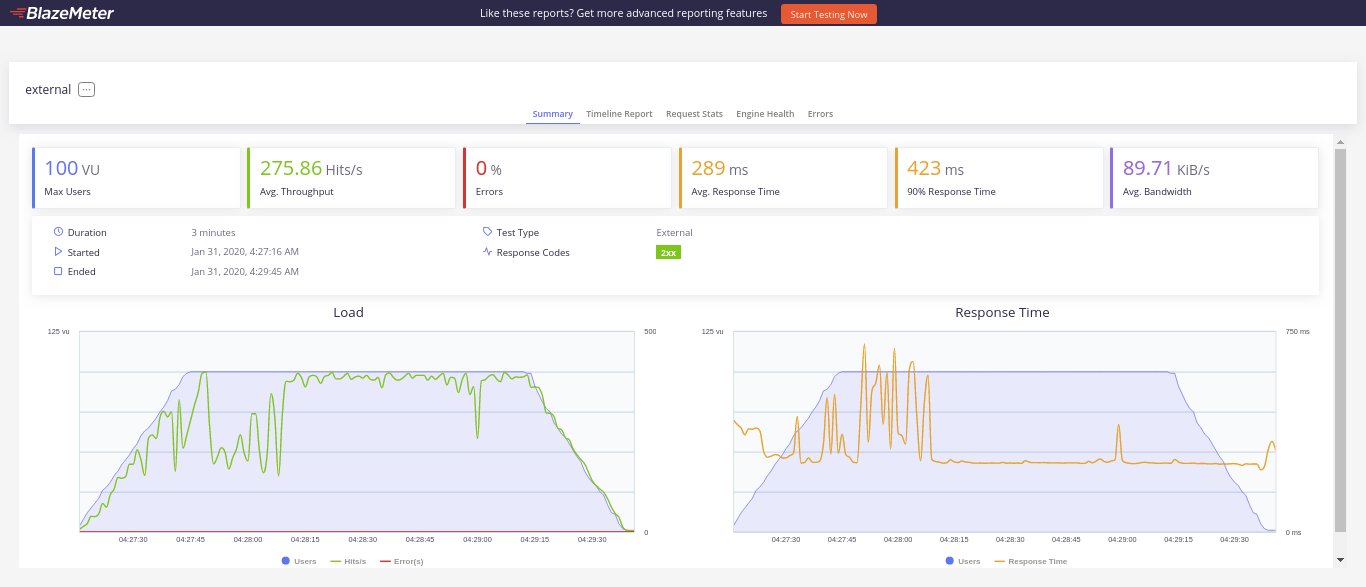 BlazeMeter
Like these reports? Get more advanced reporting features
Start Testing Now
external
Summary Timeline Report Request Stats Engine Health Errors
100 VU
Max Users
275.86 Hits/s
Avg. Throughput
0 %
Errors
289 ms
Avg. Response Time
423 ms
90% Response Time
89.71 KiB/s
Avg. Bandwidth
Duration 3 minutes
Started Jan 31, 2020, 4:27:16 AM
Ended Jan 31, 2020, 4:29:45 AM
Test Type External
Response Codes 2xx
Load
125 vu
500
0
04:27:30 04:27:45 04:28:00 04:28:15 04:28:30 04:28:45 04:29:00 04:29:15 04:29:30
Users Hits/s Error(s)
Response Time
125 vu
750 ms
0 ms
04:27:30 04:27:45 04:28:00 04:28:15 04:28:30 04:28:45 04:29:00 04:29:15 04:29:30
Users Response Time